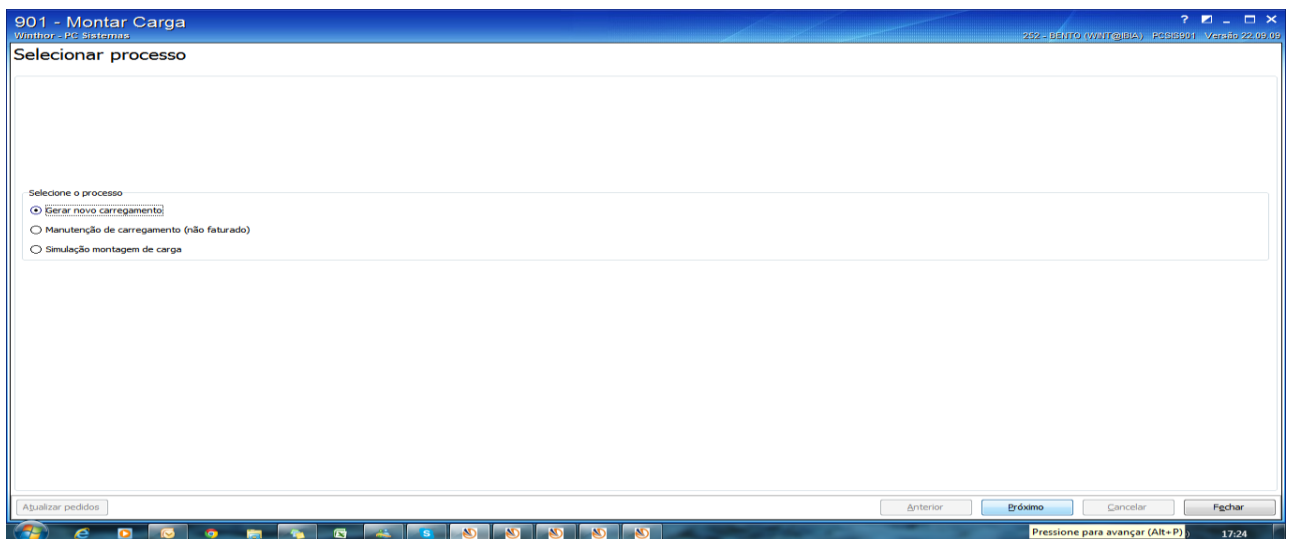 901 - Montar Carga
Winthor - PC Sistemas
252 - BENTO (WINT@IBIA) PCSIS901 Versão 22.09.09
Selecionar processo
Selecione o processo
Gerar novo carregamento
Manutenção de carregamento (não faturado)
Simulação montagem de carga
Atualizar pedidos
Anterior
Próximo
Cancelar
Fechar
Pressione para avançar (Alt+P)
17:24